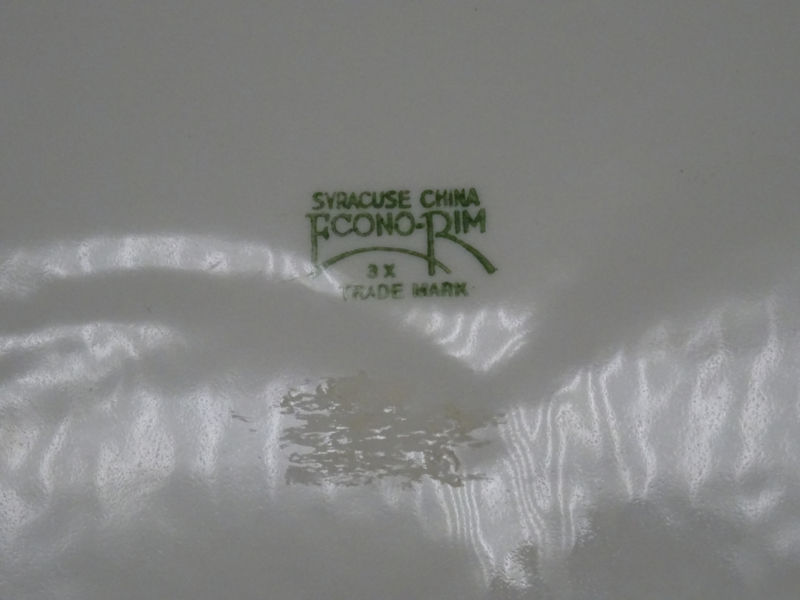 SYRACUSE CHINA
ECONO-RIM
3 X
TRADE MARK